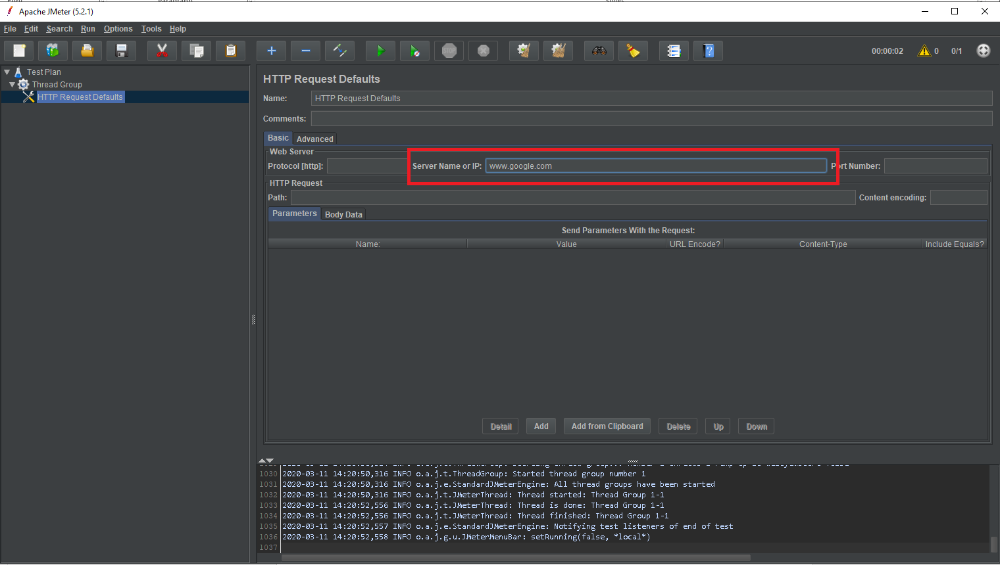 Apache JMeter (5.2.1)
File Edit Search Run Options Tools Help
STOP 00:00:02 0 0/1
Test Plan
Thread Group
HTTP Request Defaults
HTTP Request Defaults
Name: HTTP Request Defaults
Comments:
Basic Advanced
Web Server
Protocol [http]: Server Name or IP: www.google.com Port Number:
HTTP Request
Path: Content encoding:
Parameters Body Data
Send Parameters With the Request:
Name: Value URL Encode? Content-Type Include Equals?
Detail Add Add from Clipboard Delete Up Down
1030 2020-03-11 14:20:50,316 INFO o.a.j.t.ThreadGroup: Started thread group number 1
1031 2020-03-11 14:20:50,316 INFO o.a.j.e.StandardJMeterEngine: All thread groups have been started
1032 2020-03-11 14:20:50,316 INFO o.a.j.t.JMeterThread: Thread started: Thread Group 1-1
1033 2020-03-11 14:20:52,556 INFO o.a.j.t.JMeterThread: Thread is done: Thread Group 1-1
1034 2020-03-11 14:20:52,556 INFO o.a.j.t.JMeterThread: Thread finished: Thread Group 1-1
1035 2020-03-11 14:20:52,557 INFO o.a.j.e.StandardJMeterEngine: Notifying test listeners of end of test
1036 2020-03-11 14:20:52,558 INFO o.a.j.g.u.JMeterMenuBar: setRunning(false, *local*)
1037